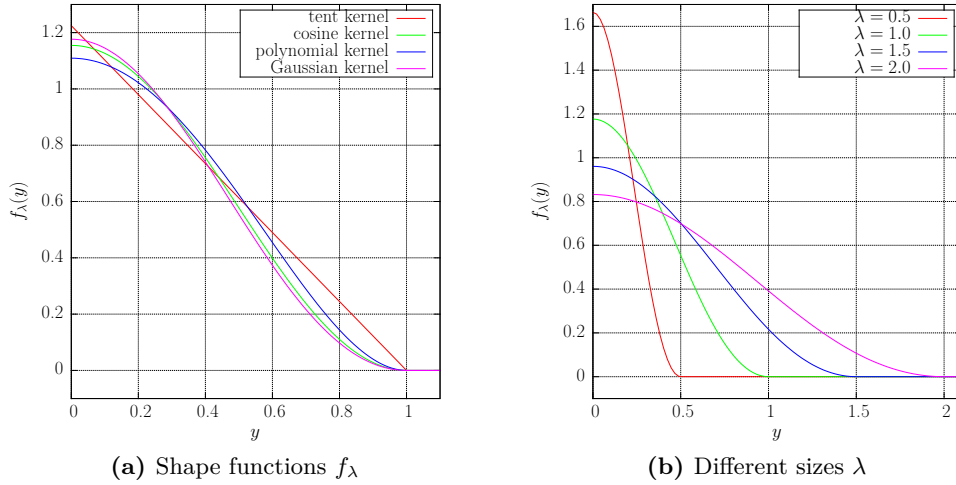 tent kernel
cosine kernel
polynomial kernel
Gaussian kernel
1.2
1
0.8
0.6
0.4
0.2
0
f_λ(y)
0 0.2 0.4 0.6 0.8 1
y
(a) Shape functions f_λ
λ = 0.5
λ = 1.0
λ = 1.5
λ = 2.0
1.6
1.4
1.2
1
0.8
0.6
0.4
0.2
0
f_λ(y)
0 0.5 1 1.5 2
y
(b) Different sizes λ